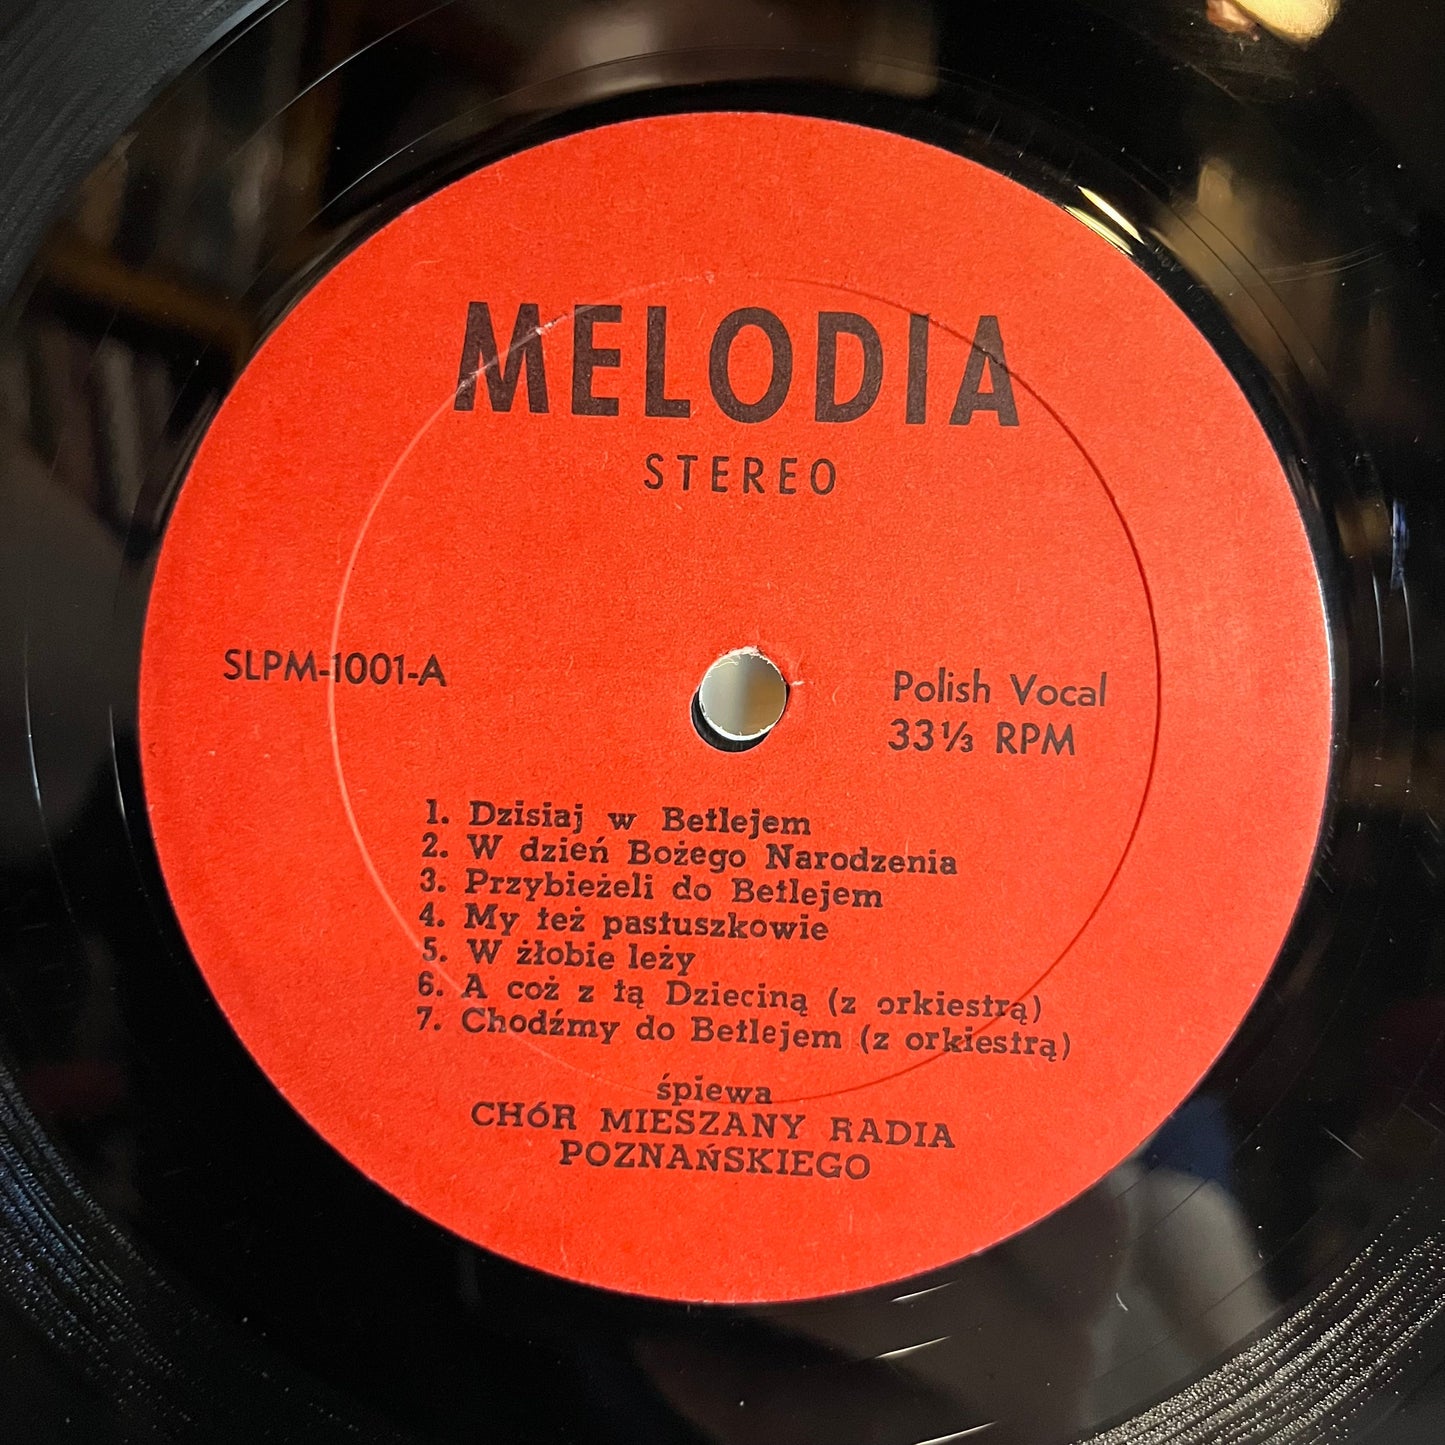 MELODIA
STEREO
SLPM-1001-A
Polish Vocal
33⅓ RPM
1. Dzisiaj w Betlejem
2. W dzień Bożego Narodzenia
3. Przybieżeli do Betlejem
4. My też pastuszkowie
5. W żłobie leży
6. A coż z tą Dzieciną (z orkiestrą)
7. Chodźmy do Betlejem (z orkiestrą)
śpiewa
CHÓR MIESZANY RADIA
POZNAŃSKIEGO